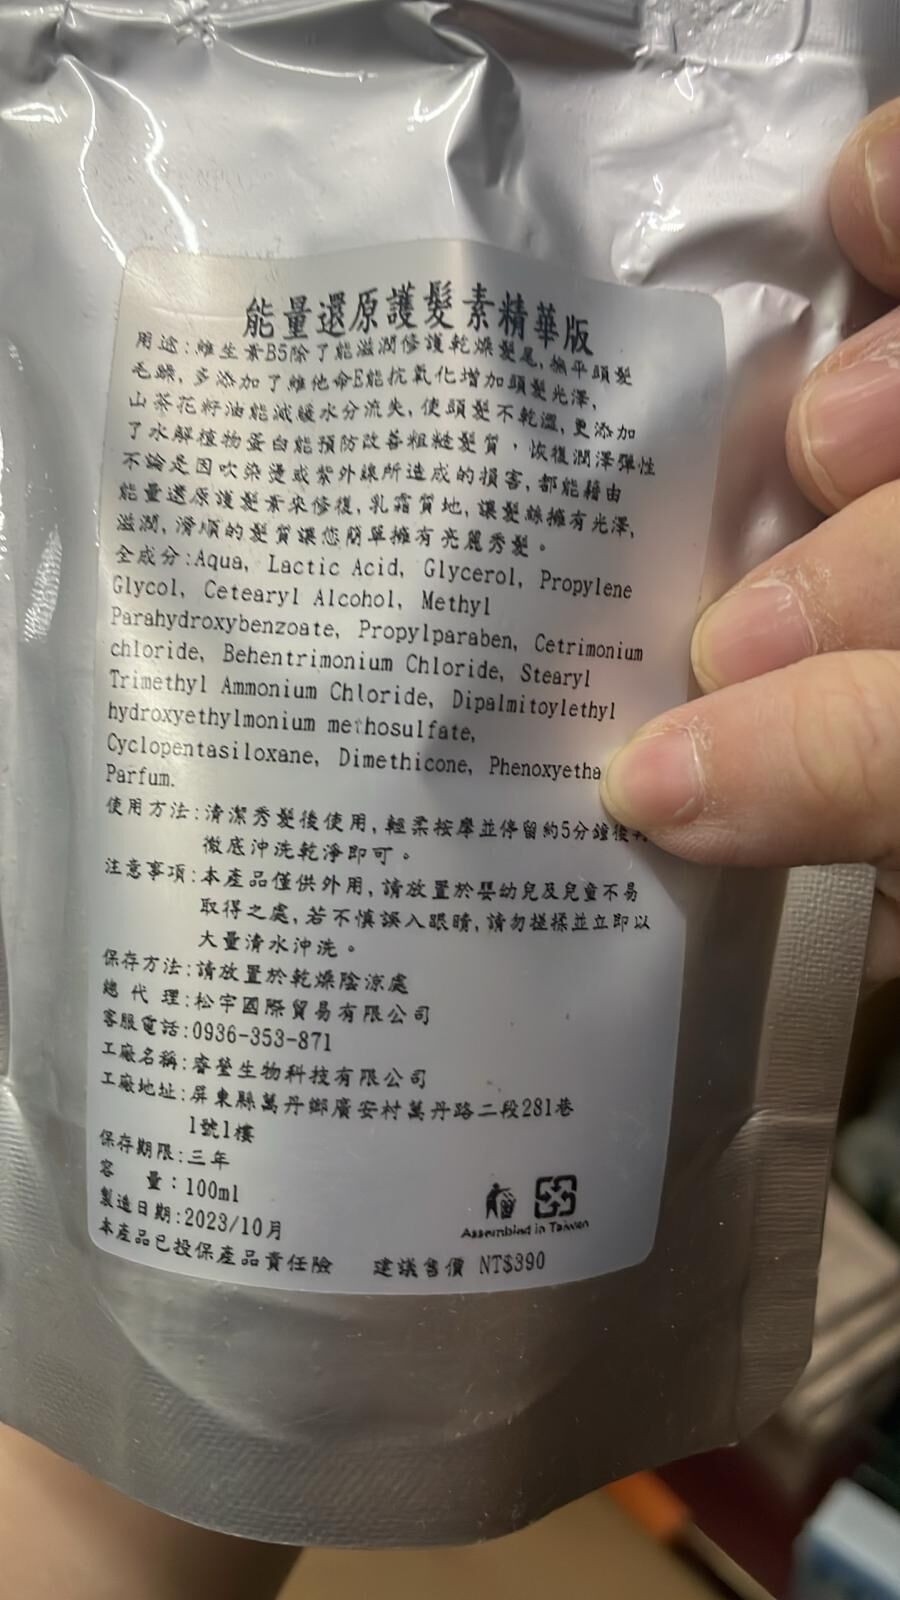 能量還原護髮素精華版
用途:維生素B5除了能滋潤修護乾燥髮尾,撫平頭髮
毛躁,多添加了維他命E能抗氧化增加頭髮光澤,
山茶花籽油能減緩水分流失,使頭髮不乾澀,更添加
了水解植物蛋白能預防改善粗糙髮質,恢復潤澤彈性
不論是因吹染燙或紫外線所造成的損害,都能藉由
能量還原護髮素來修復,乳霜質地,讓髮絲擁有光澤,
滋潤,滑順的髮質讓您簡單擁有亮麗秀髮。
全成分:Aqua, Lactic Acid, Glycerol, Propylene
Glycol, Cetearyl Alcohol, Methyl
Parahydroxybenzoate, Propylparaben, Cetrimonium
chloride, Behentrimonium Chloride, Stearyl
Trimethyl Ammonium Chloride, Dipalmitoylethyl
hydroxyethylmonium methosulfate,
Cyclopentasiloxane, Dimethicone, Phenoxyetha
Parfum.
使用方法:清潔秀髮後使用,輕柔按摩並停留約5分鐘後
徹底沖洗乾淨即可。
注意事項:本產品僅供外用,請放置於嬰幼兒及兒童不易
取得之處,若不慎誤入眼睛,請勿搓揉並立即以
大量清水沖洗。
保存方法:請放置於乾燥陰涼處
總代理:松宇國際貿易有限公司
客服電話:0936-353-871
工廠名稱:睿瑩生物科技有限公司
工廠地址:屏東縣萬丹鄉廣安村萬丹路二段281巷
1號1樓
保存期限:三年
容量:100ml
製造日期:2023/10月
Assembled in Taiwan
本產品已投保產品責任險 建議售價 NT$390